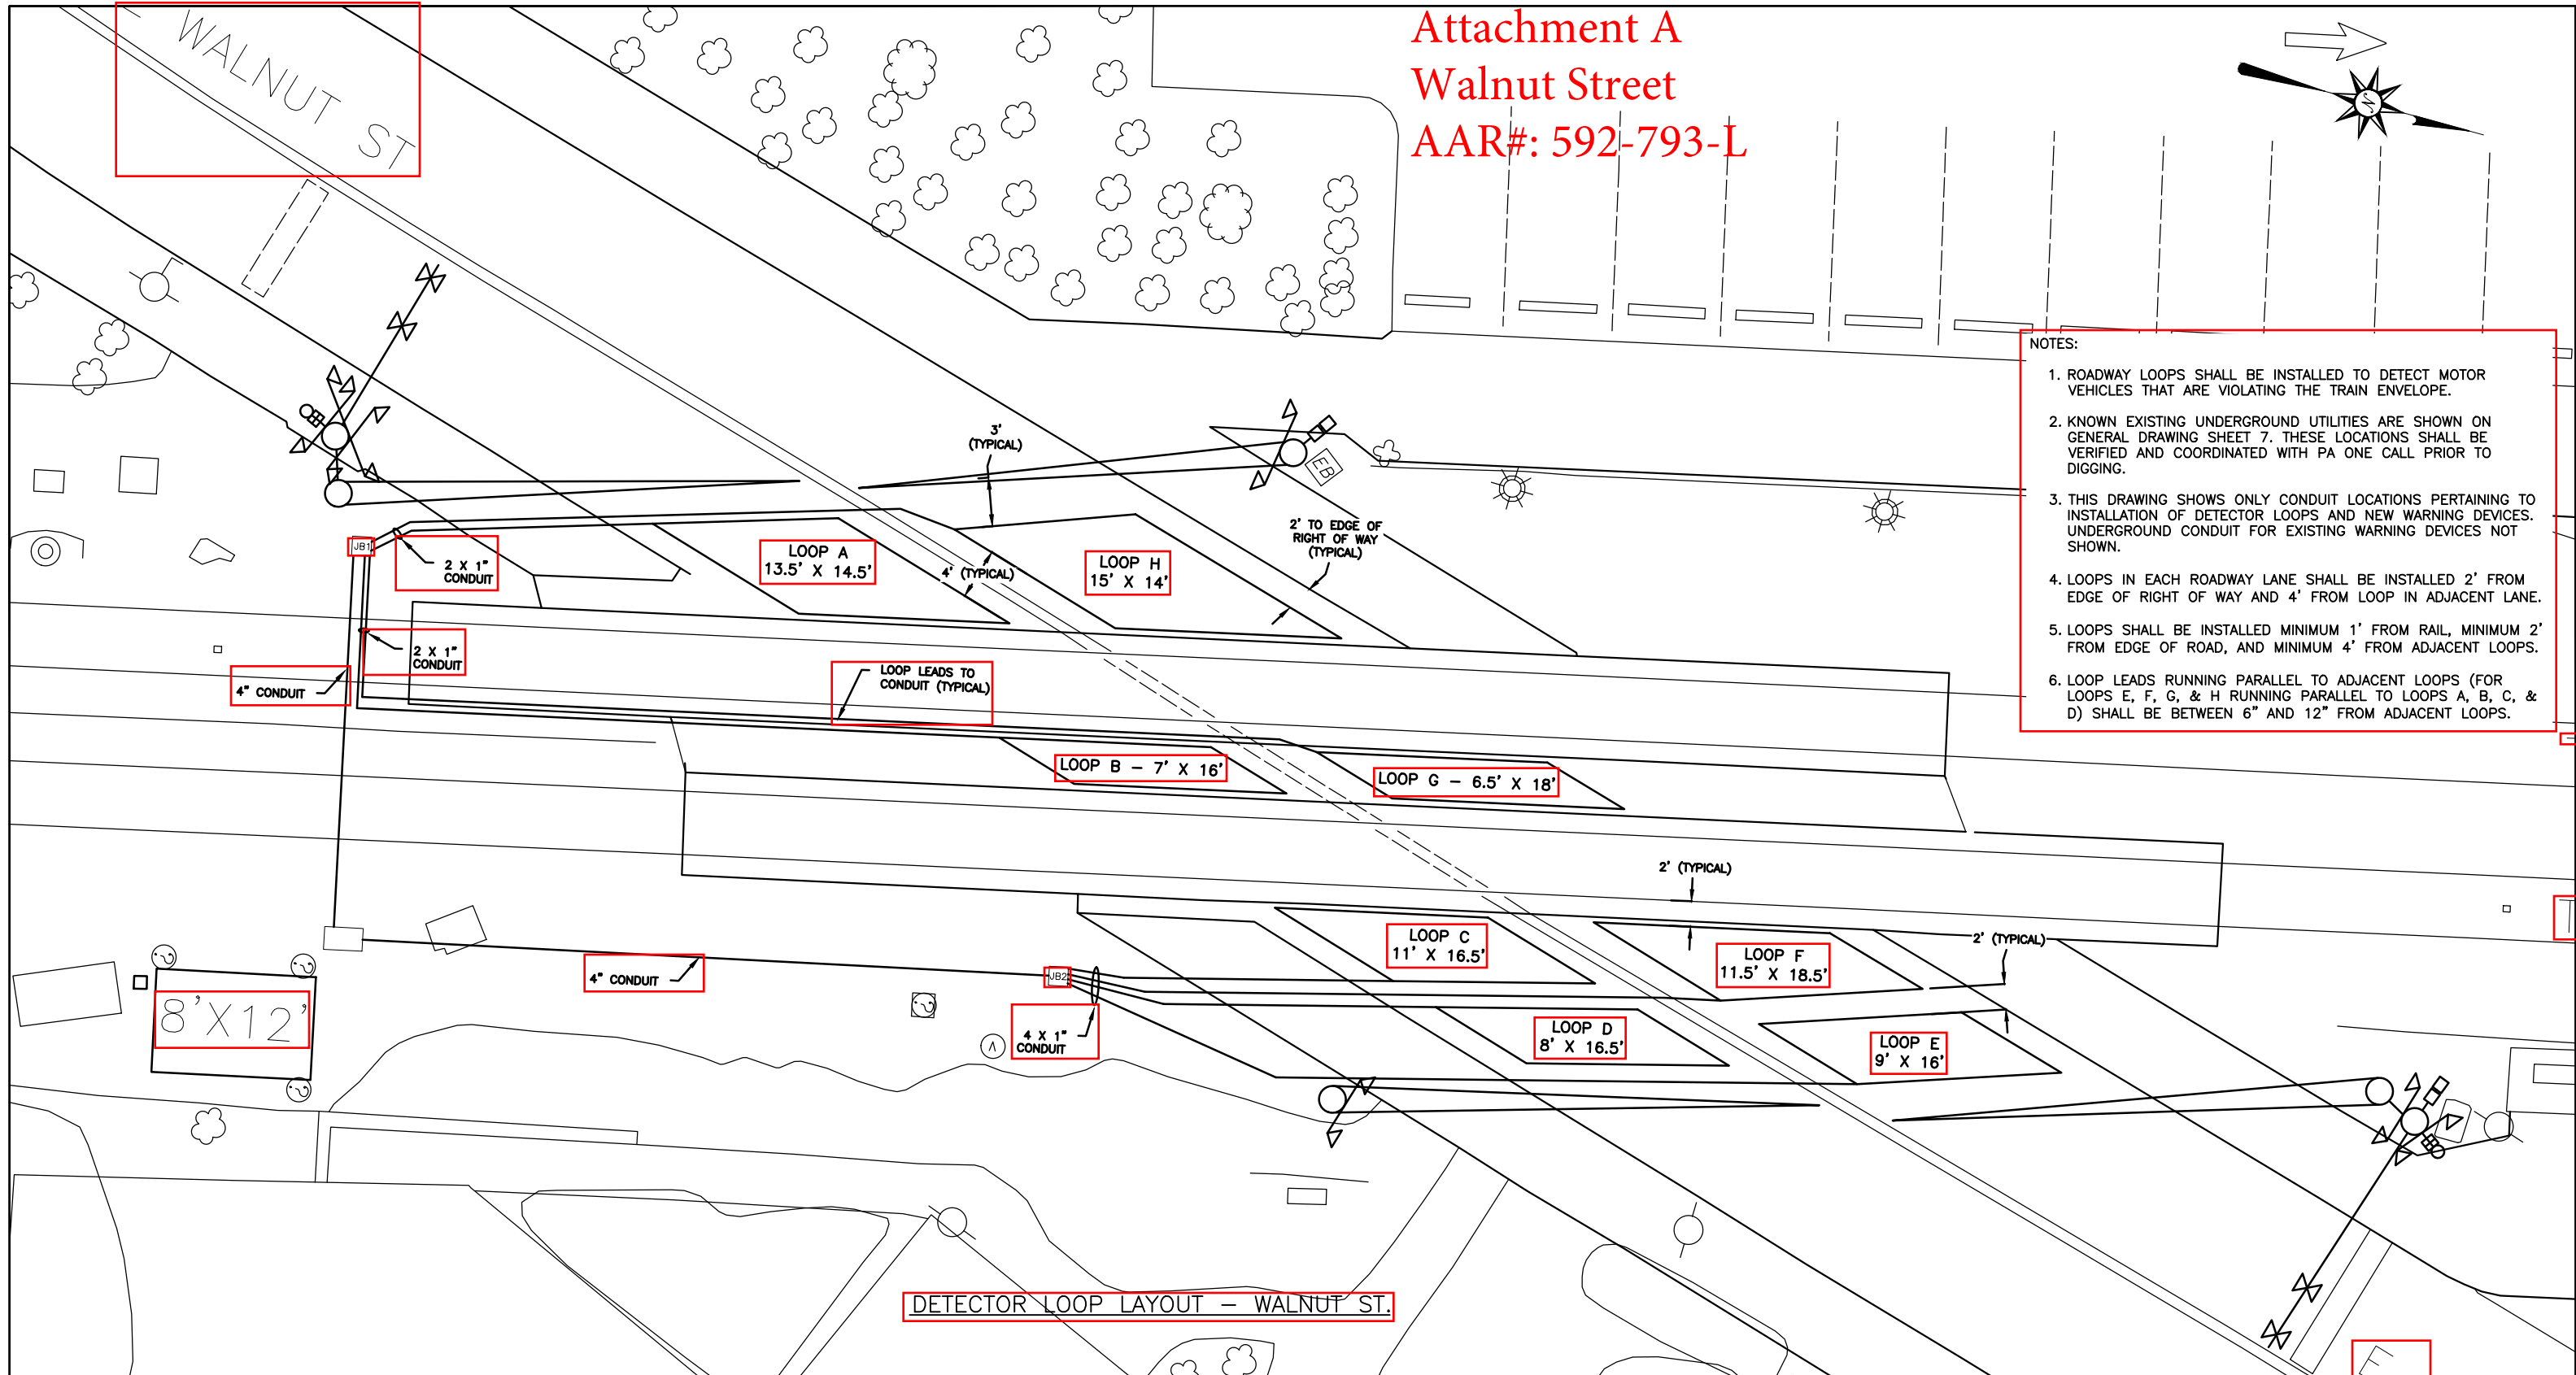 Attachment A
Walnut Street
AAR#: 592-793-L
WALNUT ST
N
NOTES:
1. ROADWAY LOOPS SHALL BE INSTALLED TO DETECT MOTOR
VEHICLES THAT ARE VIOLATING THE TRAIN ENVELOPE.
2. KNOWN EXISTING UNDERGROUND UTILITIES ARE SHOWN ON
GENERAL DRAWING SHEET 7. THESE LOCATIONS SHALL BE
VERIFIED AND COORDINATED WITH PA ONE CALL PRIOR TO
DIGGING.
3. THIS DRAWING SHOWS ONLY CONDUIT LOCATIONS PERTAINING TO
INSTALLATION OF DETECTOR LOOPS AND NEW WARNING DEVICES.
UNDERGROUND CONDUIT FOR EXISTING WARNING DEVICES NOT
SHOWN.
4. LOOPS IN EACH ROADWAY LANE SHALL BE INSTALLED 2' FROM
EDGE OF RIGHT OF WAY AND 4' FROM LOOP IN ADJACENT LANE.
5. LOOPS SHALL BE INSTALLED MINIMUM 1' FROM RAIL, MINIMUM 2'
FROM EDGE OF ROAD, AND MINIMUM 4' FROM ADJACENT LOOPS.
6. LOOP LEADS RUNNING PARALLEL TO ADJACENT LOOPS (FOR
LOOPS E, F, G, & H RUNNING PARALLEL TO LOOPS A, B, C, &
D) SHALL BE BETWEEN 6" AND 12" FROM ADJACENT LOOPS.
3'
(TYPICAL)
EB
2' TO EDGE OF
RIGHT OF WAY
(TYPICAL)
JB1
2 X 1"
CONDUIT
LOOP A
13.5' X 14.5'
4' (TYPICAL)
LOOP H
15' X 14'
2 X 1"
CONDUIT
4" CONDUIT
LOOP LEADS TO
CONDUIT (TYPICAL)
LOOP B - 7' X 16'
LOOP G - 6.5' X 18'
2' (TYPICAL)
LOOP C
11' X 16.5'
LOOP F
11.5' X 18.5'
2' (TYPICAL)
4" CONDUIT
JB2
8'X12'
4 X 1"
CONDUIT
LOOP D
8' X 16.5'
LOOP E
9' X 16'
DETECTOR LOOP LAYOUT - WALNUT ST.